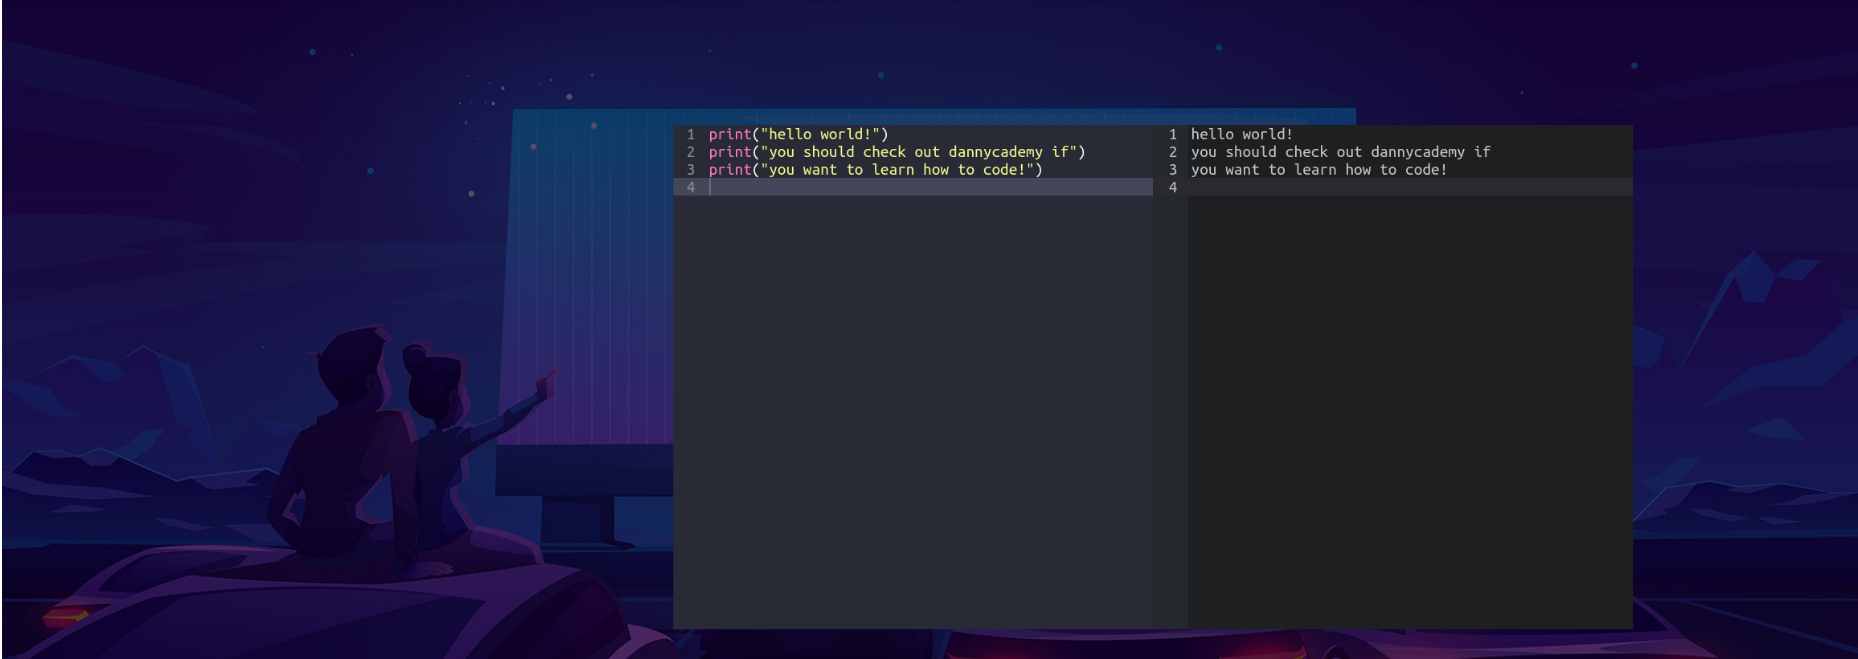 1 print("hello world!")
2 print("you should check out dannycademy if")
3 print("you want to learn how to code!")
4
1 hello world!
2 you should check out dannycademy if
3 you want to learn how to code!
4